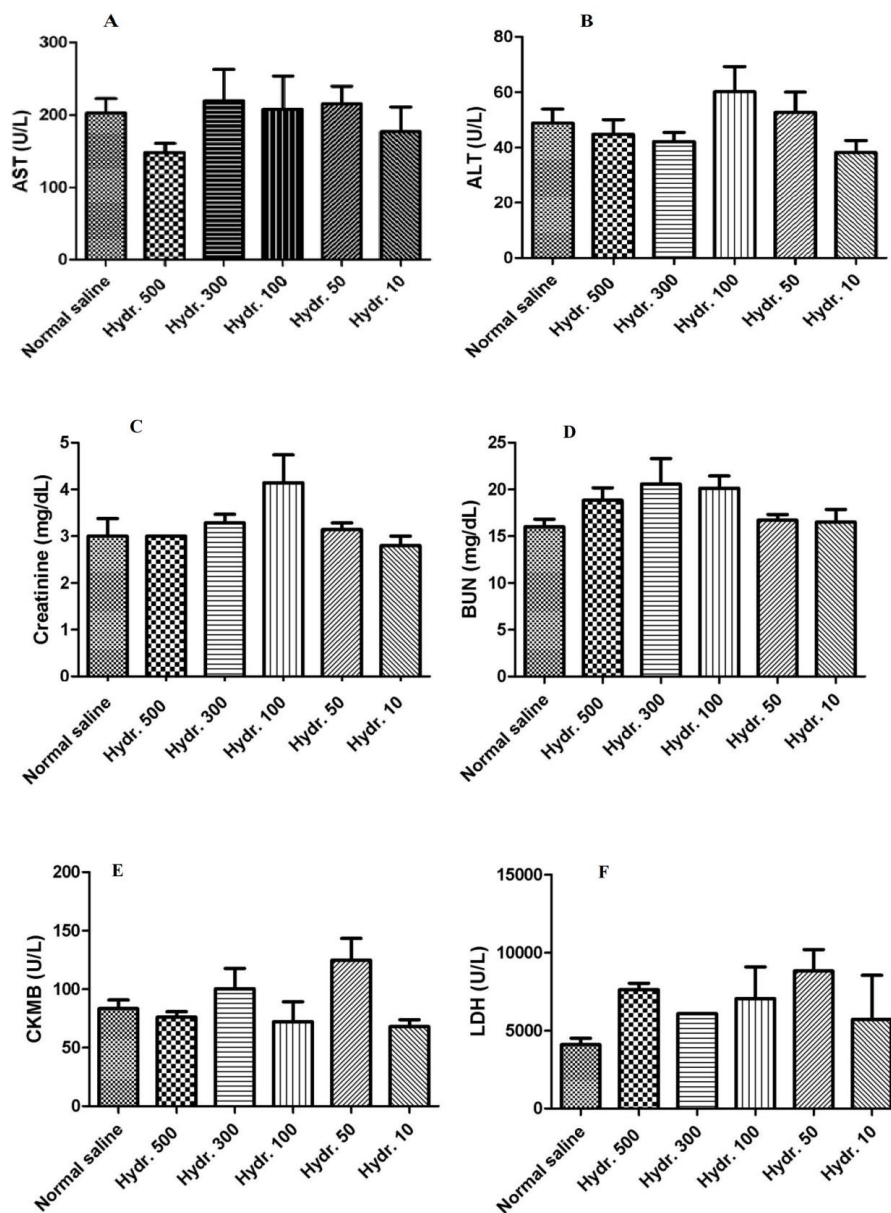 A
AST (U/L)
300
200
100
0
Normal saline
Hydr. 500
Hydr. 300
Hydr. 100
Hydr. 50
Hydr. 10
B
ALT (U/L)
80
60
40
20
0
Normal saline
Hydr. 500
Hydr. 300
Hydr. 100
Hydr. 50
Hydr. 10
C
Creatinine (mg/dL)
5
4
3
2
1
0
Normal saline
Hydr. 500
Hydr. 300
Hydr. 100
Hydr. 50
Hydr. 10
D
BUN (mg/dL)
25
20
15
10
5
0
Normal saline
Hydr. 500
Hydr. 300
Hydr. 100
Hydr. 50
Hydr. 10
E
CKMB (U/L)
200
150
100
50
0
Normal saline
Hydr. 500
Hydr. 300
Hydr. 100
Hydr. 50
Hydr. 10
F
LDH (U/L)
15000
10000
5000
0
Normal saline
Hydr. 500
Hydr. 300
Hydr. 100
Hydr. 50
Hydr. 10